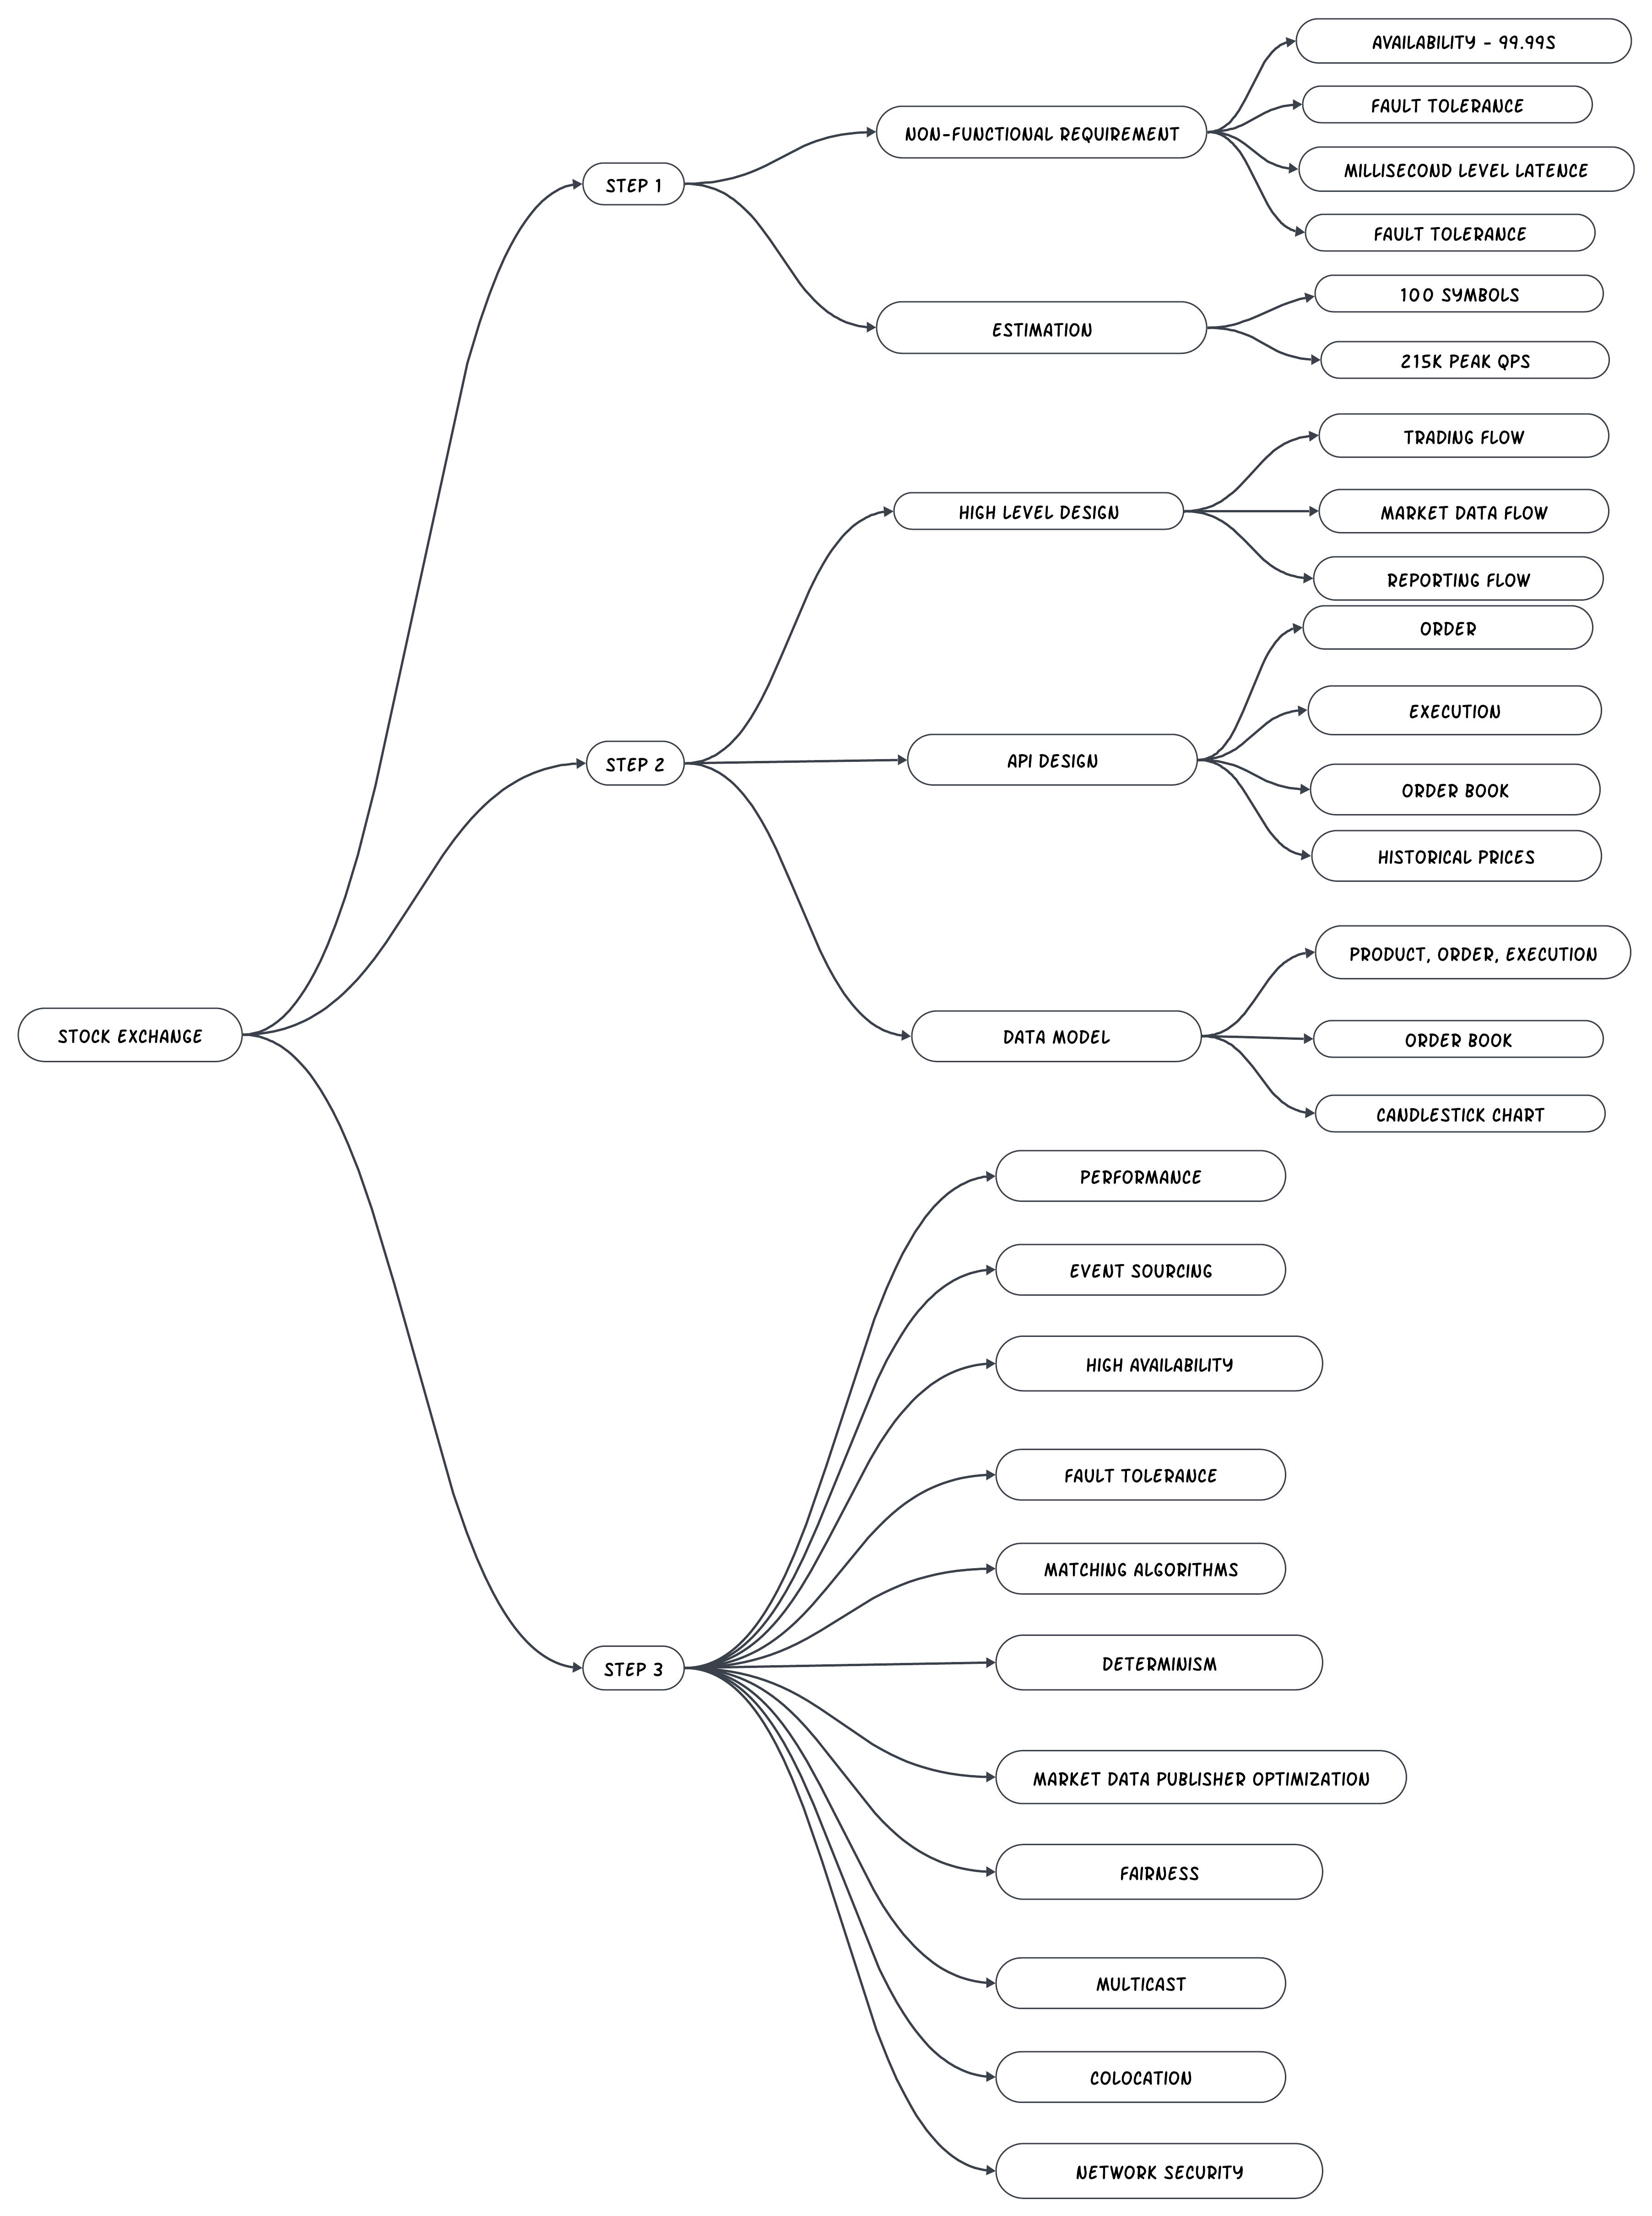 STOCK EXCHANGE
STEP 1
NON-FUNCTIONAL REQUIREMENT
AVAILABILITY - 99.99S
FAULT TOLERANCE
MILLISECOND LEVEL LATENCE
FAULT TOLERANCE
ESTIMATION
100 SYMBOLS
215K PEAK QPS
STEP 2
HIGH LEVEL DESIGN
TRADING FLOW
MARKET DATA FLOW
REPORTING FLOW
API DESIGN
ORDER
EXECUTION
ORDER BOOK
HISTORICAL PRICES
DATA MODEL
PRODUCT, ORDER, EXECUTION
ORDER BOOK
CANDLESTICK CHART
STEP 3
PERFORMANCE
EVENT SOURCING
HIGH AVAILABILITY
FAULT TOLERANCE
MATCHING ALGORITHMS
DETERMINISM
MARKET DATA PUBLISHER OPTIMIZATION
FAIRNESS
MULTICAST
COLOCATION
NETWORK SECURITY